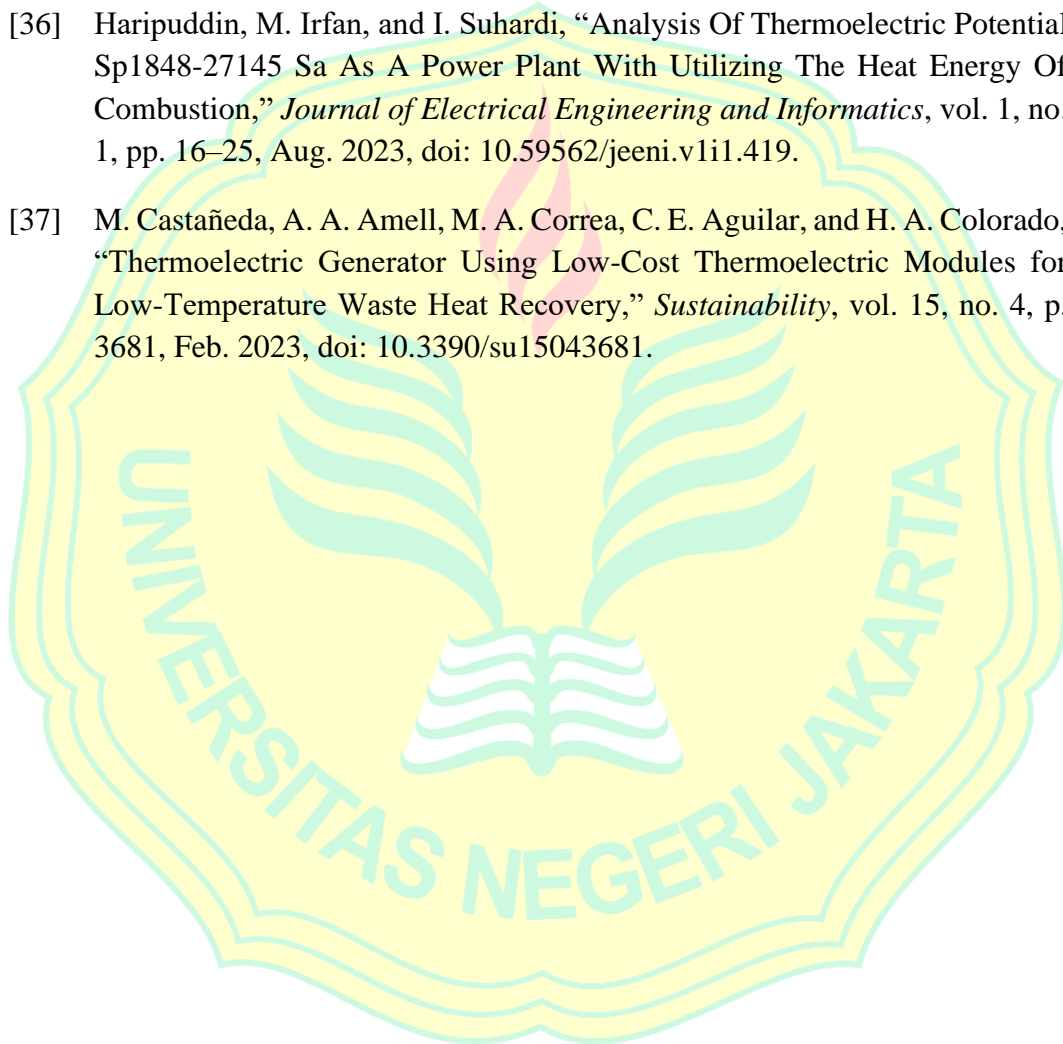 [36] Haripuddin, M. Irfan, and I. Suhardi, “Analysis Of Thermoelectric Potential
Sp1848-27145 Sa As A Power Plant With Utilizing The Heat Energy Of
Combustion,” Journal of Electrical Engineering and Informatics, vol. 1, no.
1, pp. 16–25, Aug. 2023, doi: 10.59562/jeeni.v1i1.419.
[37] M. Castañeda, A. A. Amell, M. A. Correa, C. E. Aguilar, and H. A. Colorado,
“Thermoelectric Generator Using Low-Cost Thermoelectric Modules for
Low-Temperature Waste Heat Recovery,” Sustainability, vol. 15, no. 4, p.
3681, Feb. 2023, doi: 10.3390/su15043681.
UNIVERSITAS NEGERI JAKARTA